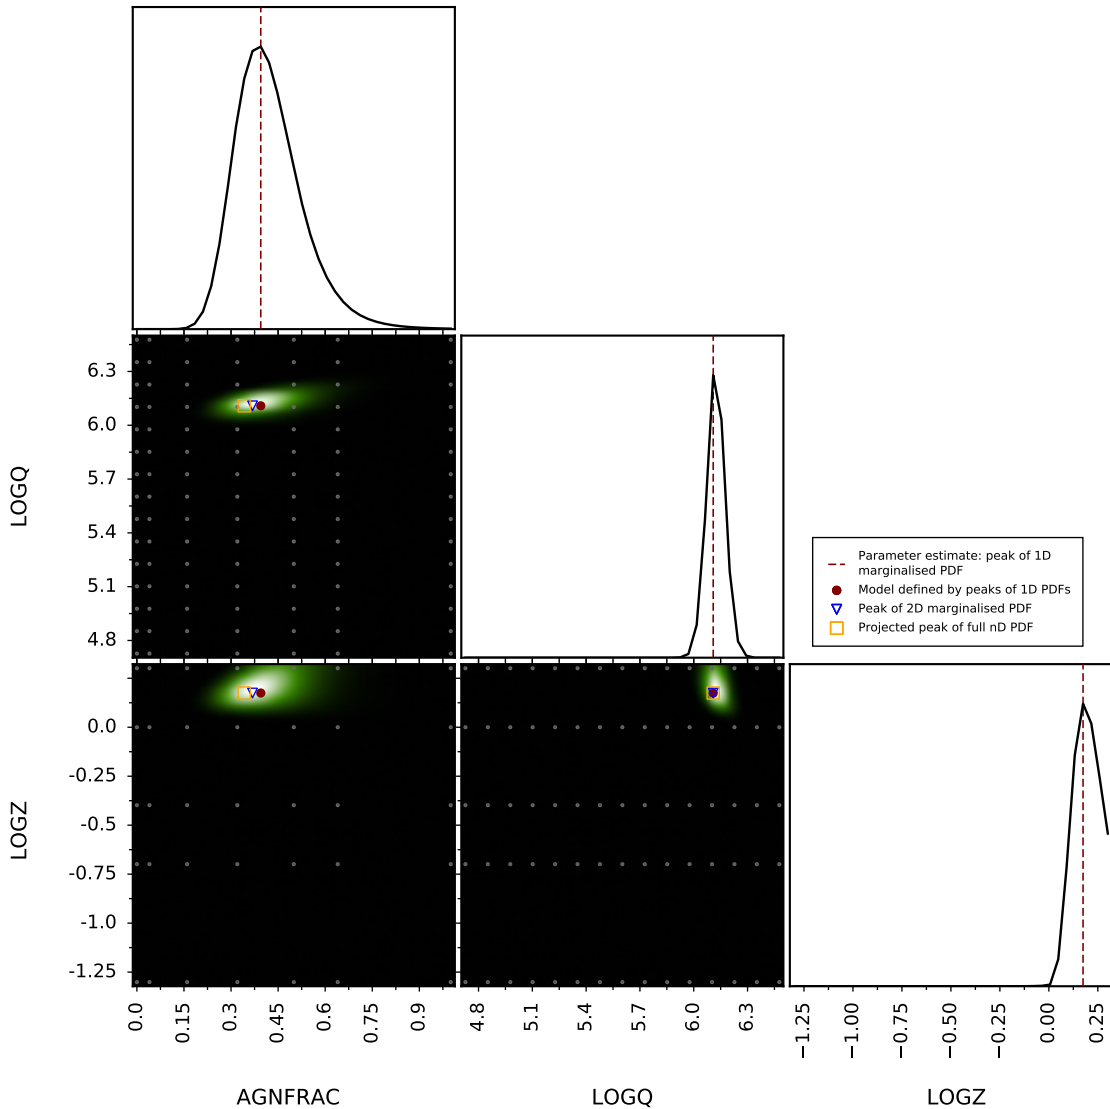 6.3
6.0
5.7
5.4
5.1
4.8
LOGQ
Parameter estimate: peak of 1D
marginalised PDF
Model defined by peaks of 1D PDFs
Peak of 2D marginalised PDF
Projected peak of full nD PDF
0.0
-0.25
-0.5
-0.75
-1.0
-1.25
LOGZ
0.0 0.15 0.3 0.45 0.6 0.75 0.9
4.8 5.1 5.4 5.7 6.0 6.3
−1.25 −1.00 −0.75 −0.50 −0.25 0.00 0.25
AGNFRAC LOGQ LOGZ